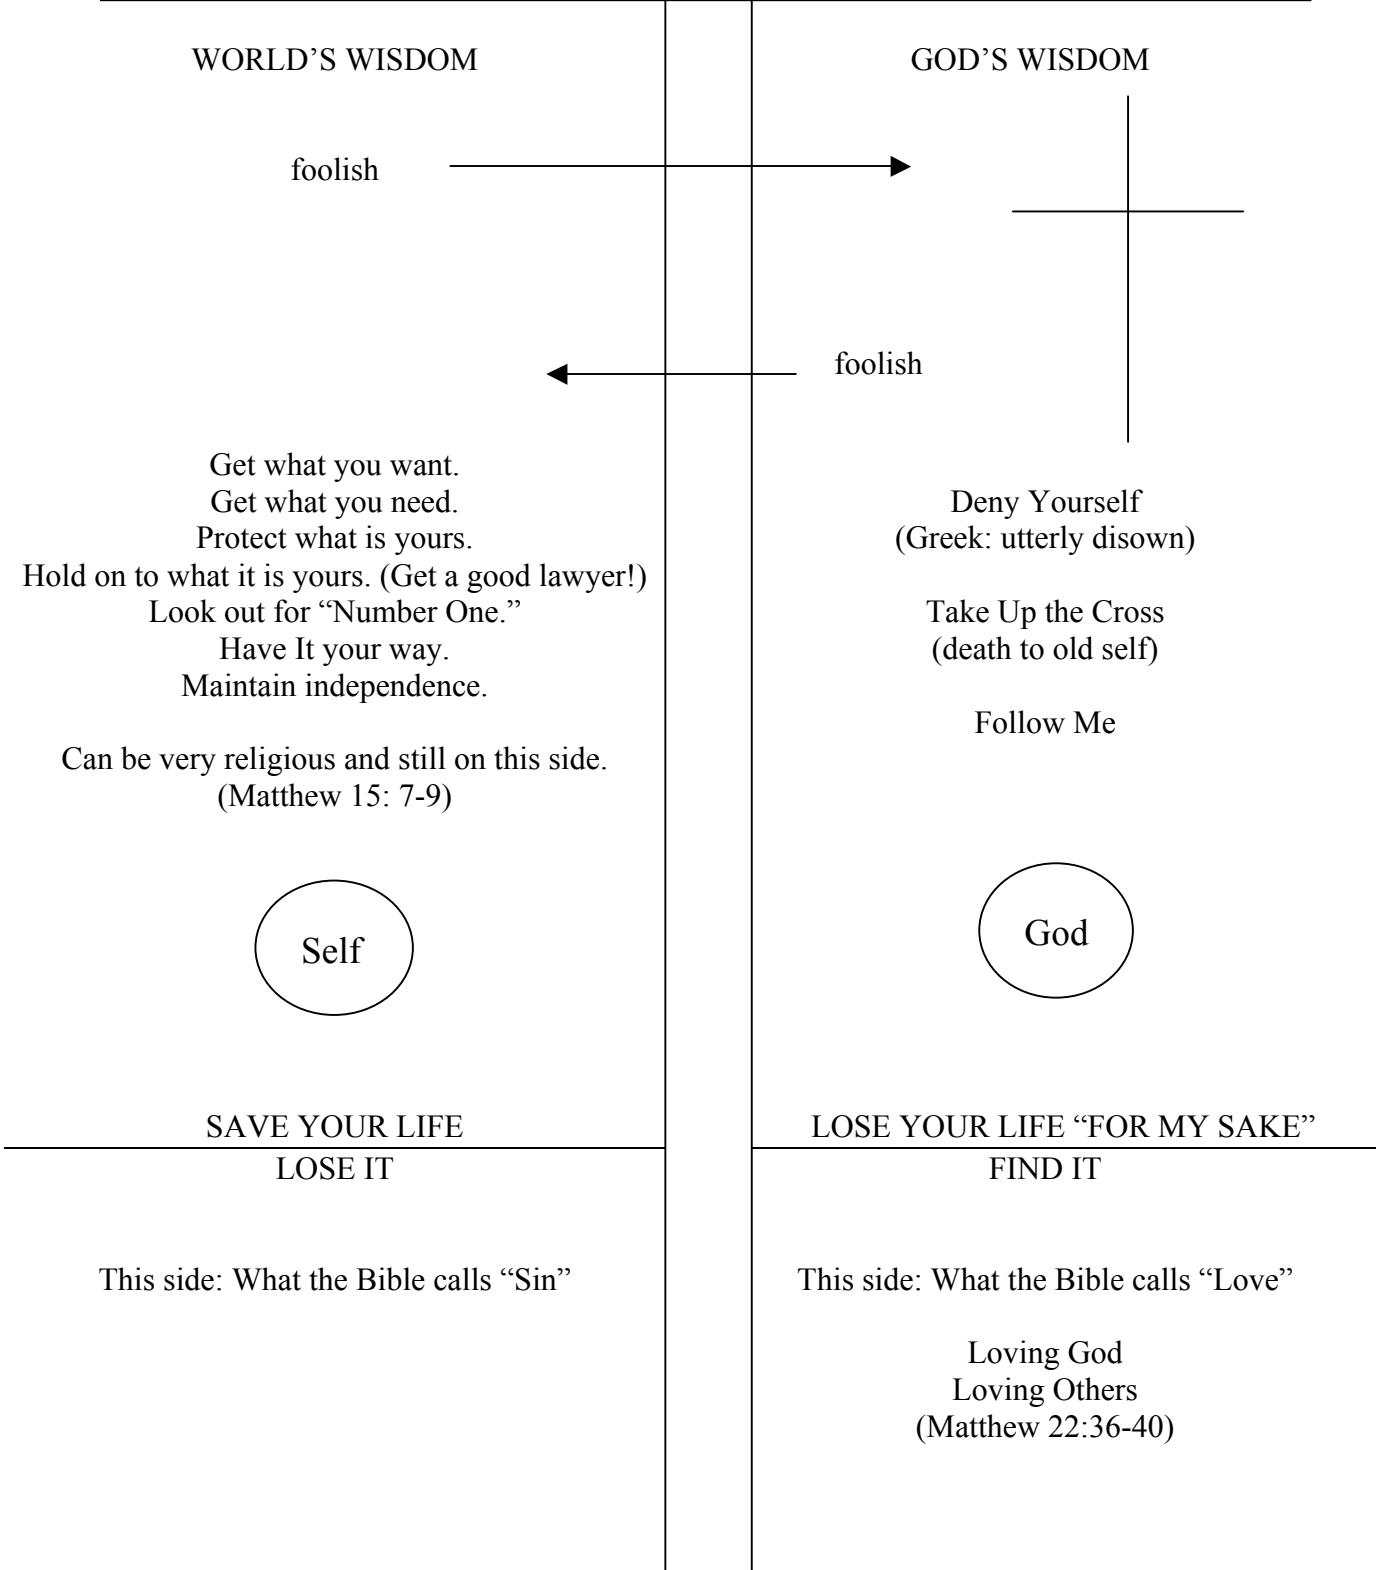 WORLD’S WISDOM
foolish
Get what you want.
Get what you need.
Protect what is yours.
Hold on to what it is yours. (Get a good lawyer!)
Look out for “Number One.”
Have It your way.
Maintain independence.
Can be very religious and still on this side.
(Matthew 15: 7-9)
Self
SAVE YOUR LIFE
LOSE IT
This side: What the Bible calls “Sin”
GOD’S WISDOM
foolish
Deny Yourself
(Greek: utterly disown)
Take Up the Cross
(death to old self)
Follow Me
God
LOSE YOUR LIFE “FOR MY SAKE”
FIND IT
This side: What the Bible calls “Love”
Loving God
Loving Others
(Matthew 22:36-40)